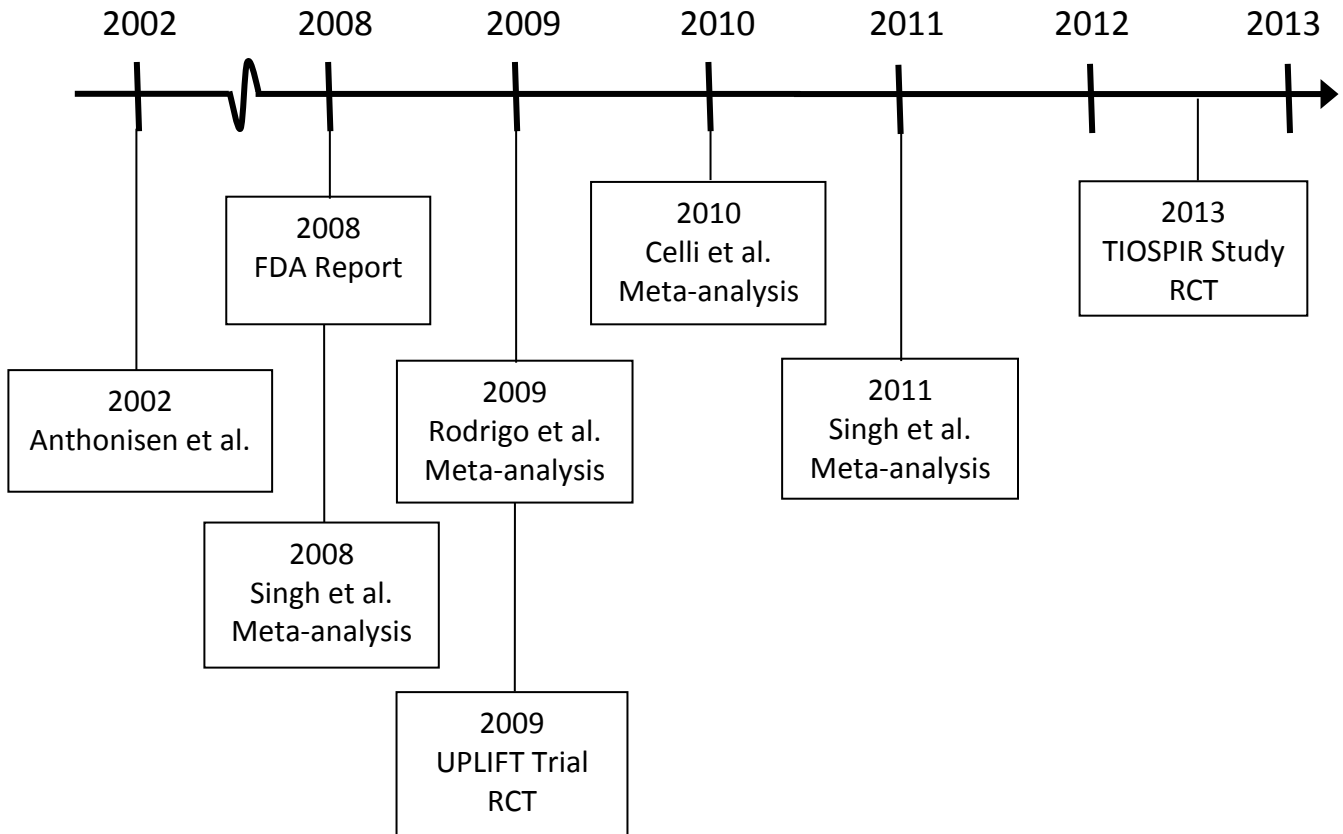 2002 2008 2009 2010 2011 2012 2013
2008
FDA Report
2010
Celli et al.
Meta-analysis
2013
TIOSPIR Study
RCT
2002
Anthonisen et al.
2009
Rodrigo et al.
Meta-analysis
2011
Singh et al.
Meta-analysis
2008
Singh et al.
Meta-analysis
2009
UPLIFT Trial
RCT